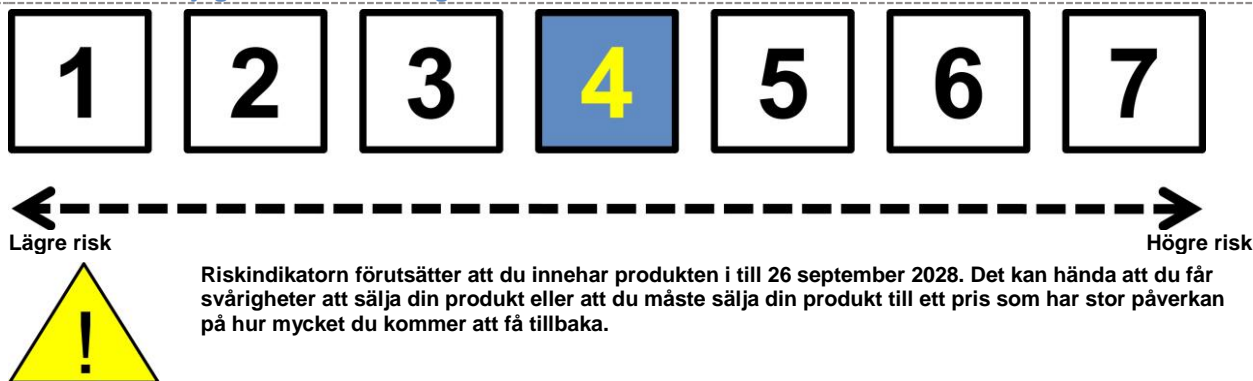 1 2 3 4 5 6 7
Lägre risk Högre risk
Riskindikatorn förutsätter att du innehar produkten i till 26 september 2028. Det kan hända att du får
svårigheter att sälja din produkt eller att du måste sälja din produkt till ett pris som har stor påverkan
på hur mycket du kommer att få tillbaka.
!